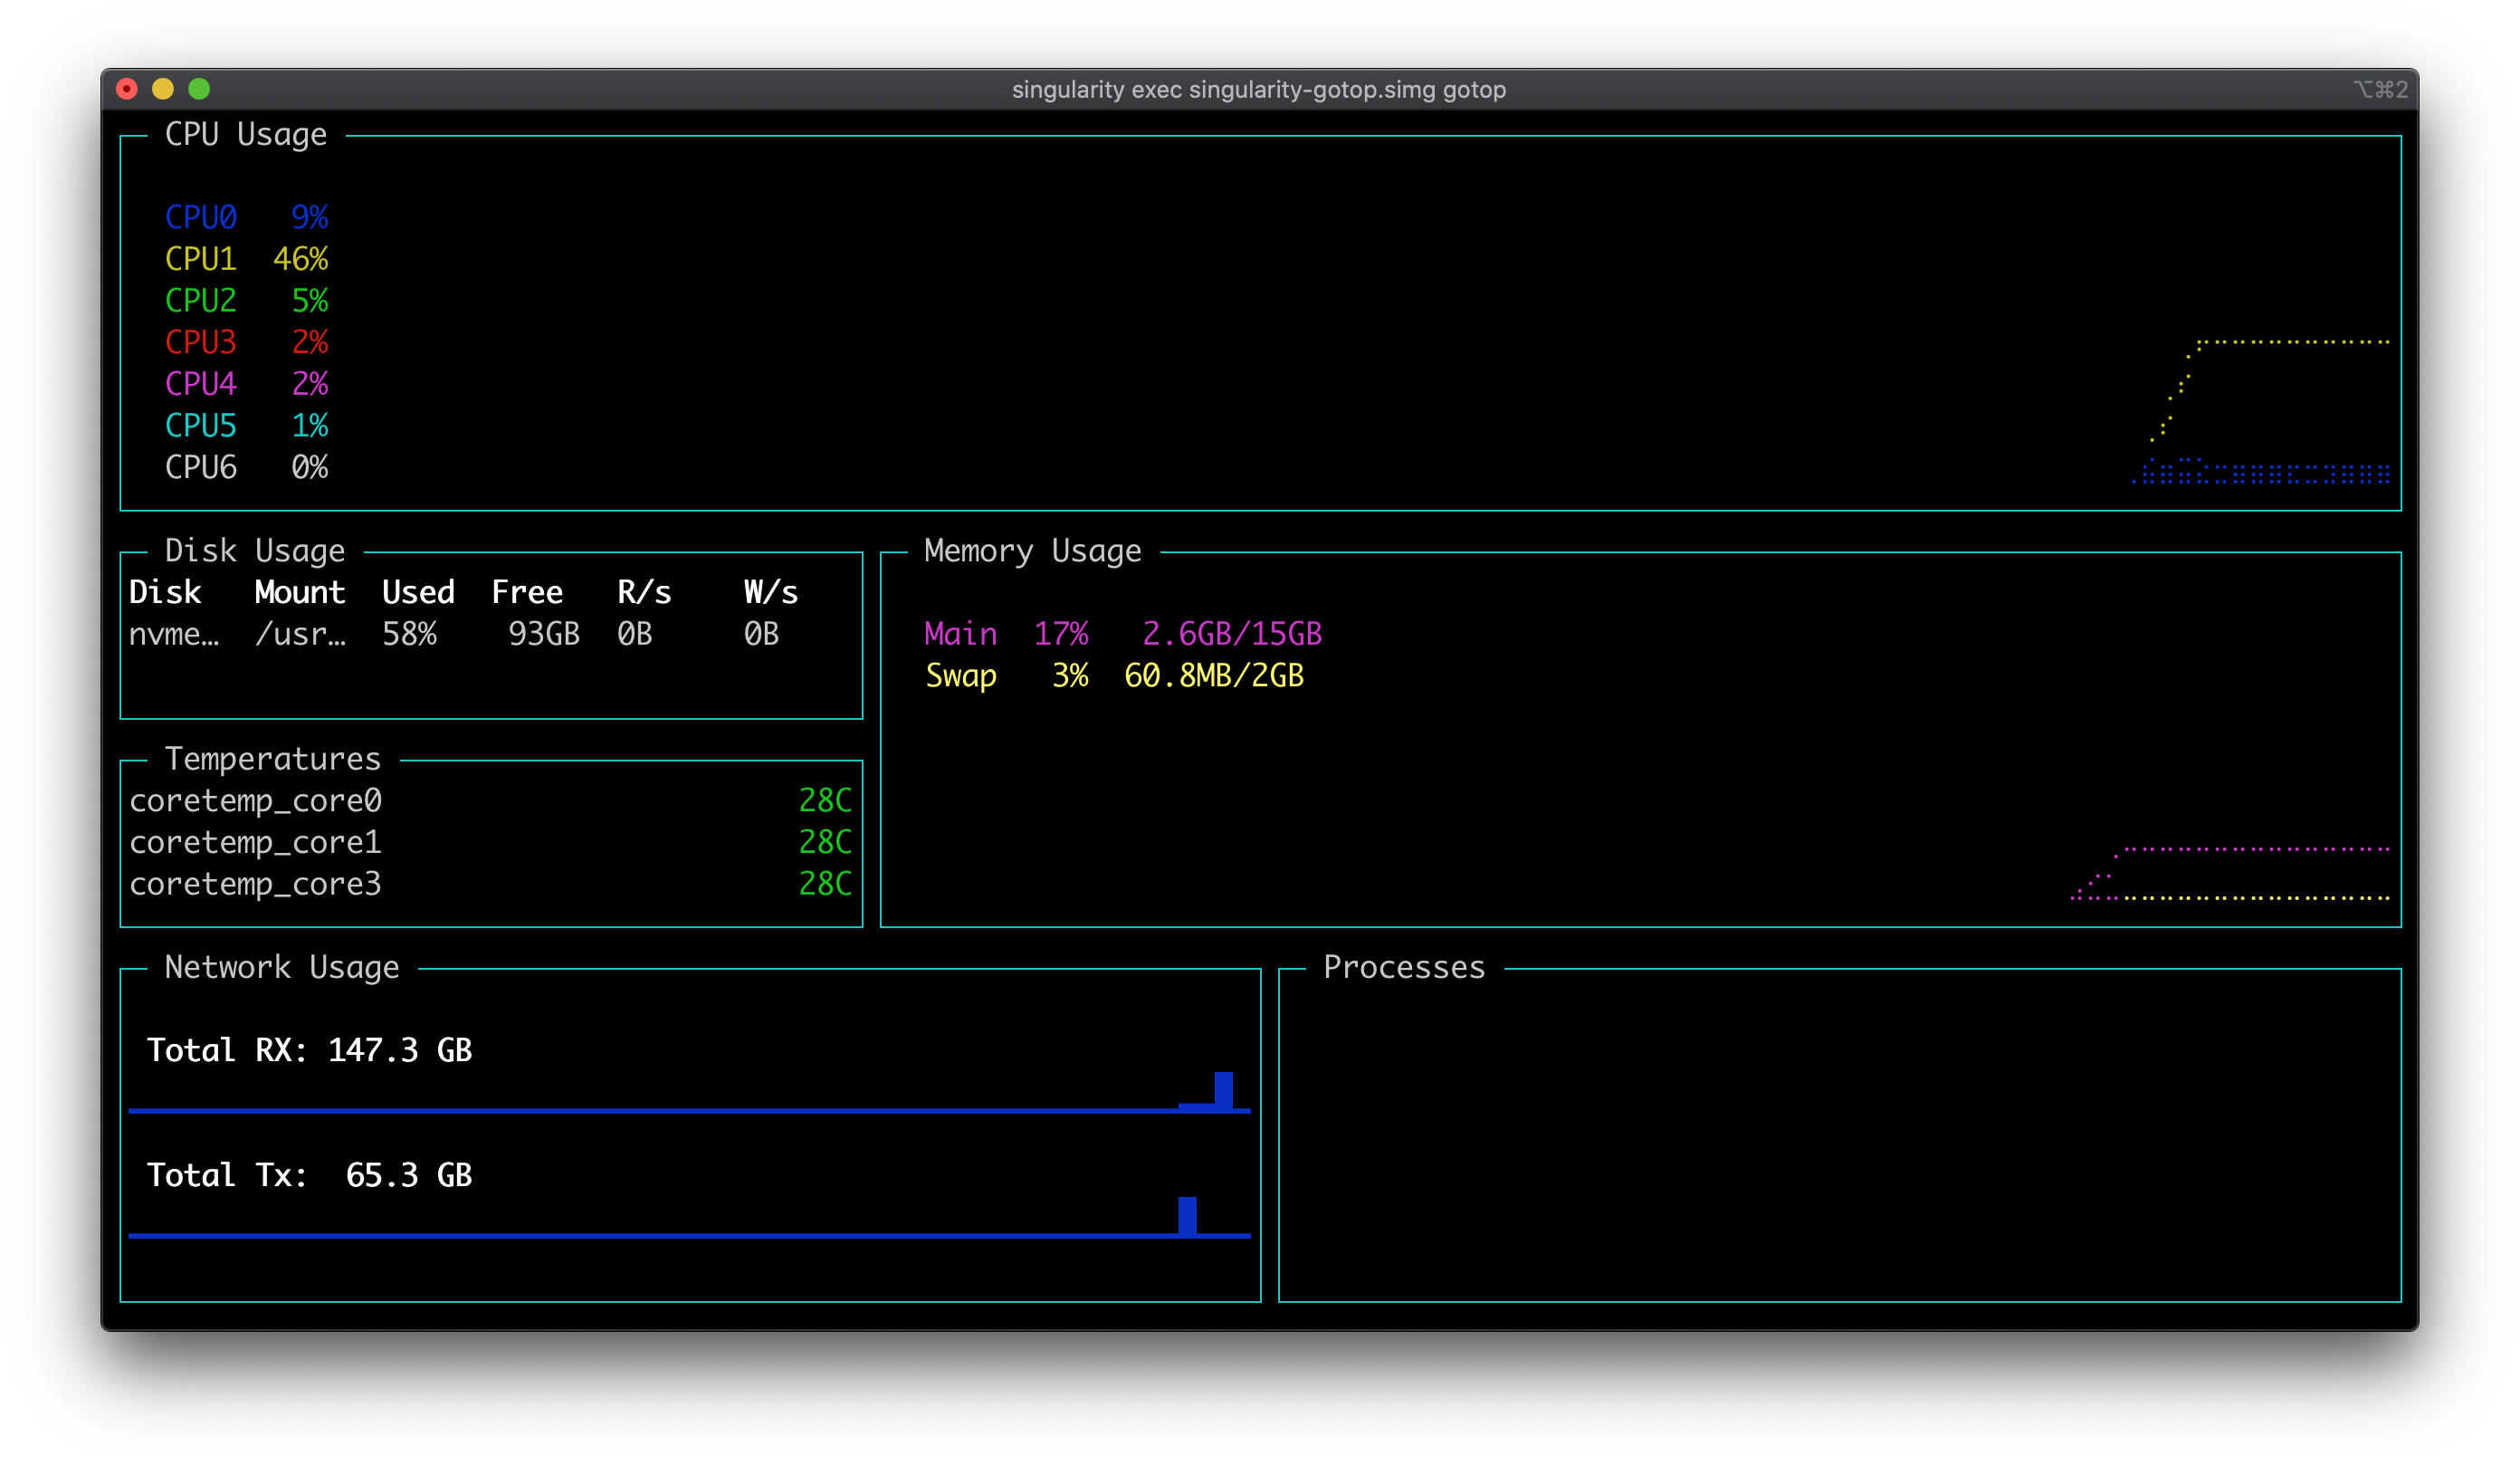 singularity exec singularity-gotop.simg gotop
⌥⌘2
CPU Usage
CPU0 9%
CPU1 46%
CPU2 5%
CPU3 2%
CPU4 2%
CPU5 1%
CPU6 0%
Disk Usage
Disk Mount Used Free R/s W/s
nvme… /usr… 58% 93GB 0B 0B
Memory Usage
Main 17% 2.6GB/15GB
Swap 3% 60.8MB/2GB
Temperatures
coretemp_core0 28C
coretemp_core1 28C
coretemp_core3 28C
Network Usage
Total RX: 147.3 GB
Total Tx: 65.3 GB
Processes